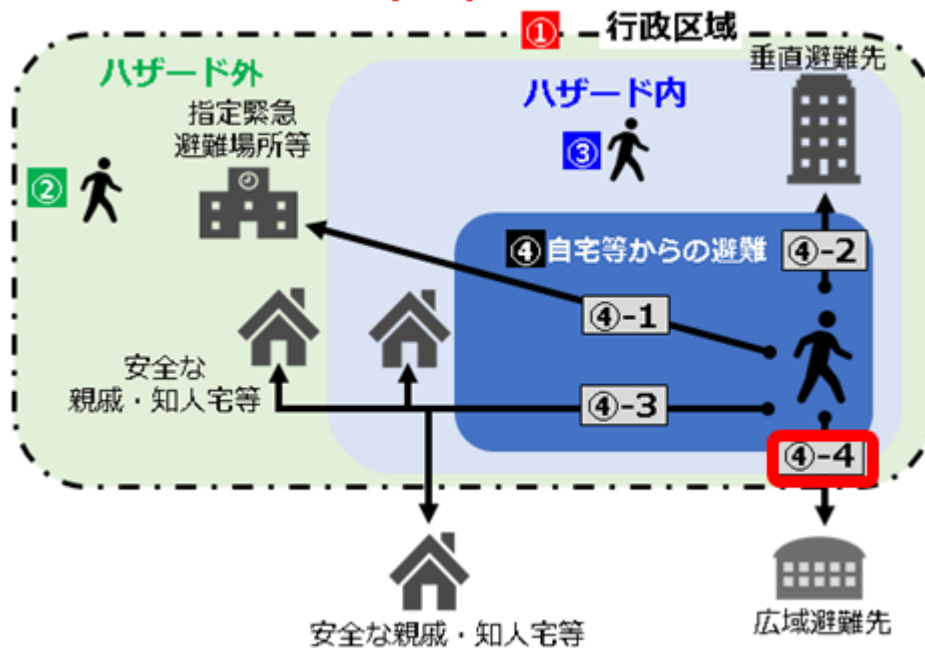 ① 行政区域
ハザード外
ハザード内
垂直避難先
指定緊急
避難場所等
②
③
④ 自宅等からの避難
④-2
④-1
安全な
親戚・知人宅等
④-3
④-4
安全な親戚・知人宅等
広域避難先